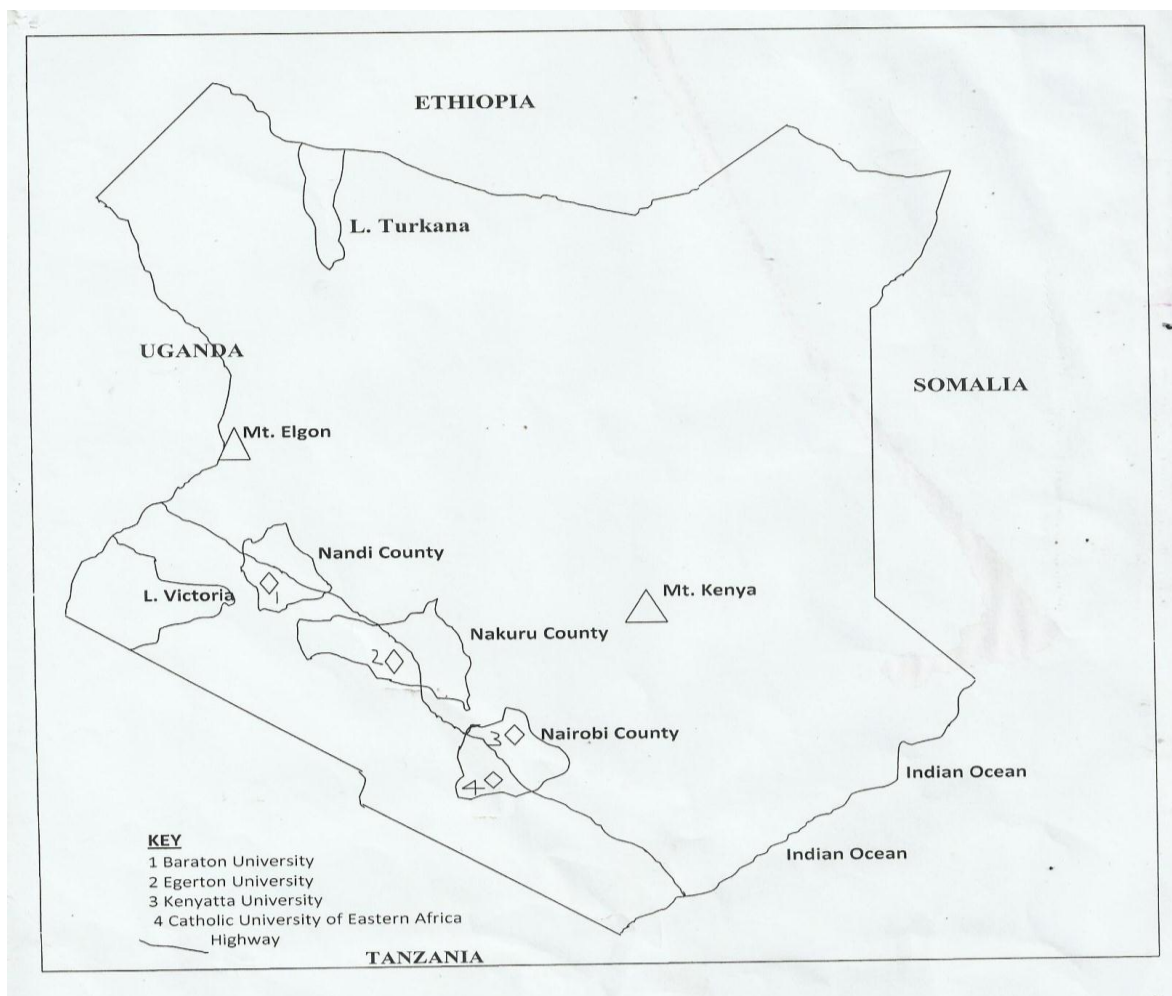 ETHIOPIA
L. Turkana
UGANDA
SOMALIA
Mt. Elgon
Nandi County
L. Victoria
1
Mt. Kenya
Nakuru County
2
3
Nairobi County
4
Indian Ocean
Indian Ocean
KEY
1 Baraton University
2 Egerton University
3 Kenyatta University
4 Catholic University of Eastern Africa
Highway
TANZANIA